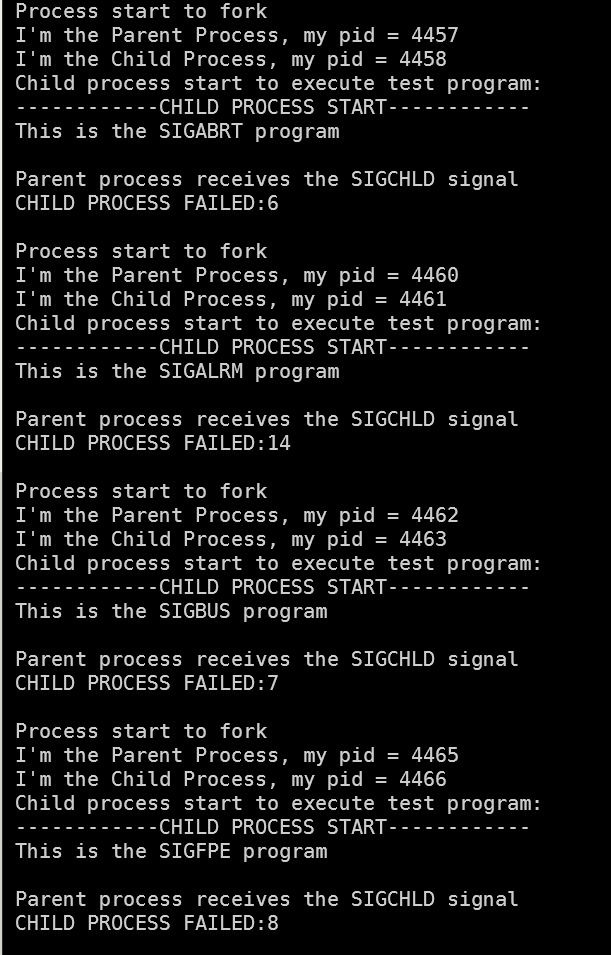 Process start to fork
I'm the Parent Process, my pid = 4457
I'm the Child Process, my pid = 4458
Child process start to execute test program:
------------CHILD PROCESS START------------
This is the SIGABRT program
Parent process receives the SIGCHLD signal
CHILD PROCESS FAILED:6
Process start to fork
I'm the Parent Process, my pid = 4460
I'm the Child Process, my pid = 4461
Child process start to execute test program:
------------CHILD PROCESS START------------
This is the SIGALRM program
Parent process receives the SIGCHLD signal
CHILD PROCESS FAILED:14
Process start to fork
I'm the Parent Process, my pid = 4462
I'm the Child Process, my pid = 4463
Child process start to execute test program:
------------CHILD PROCESS START------------
This is the SIGBUS program
Parent process receives the SIGCHLD signal
CHILD PROCESS FAILED:7
Process start to fork
I'm the Parent Process, my pid = 4465
I'm the Child Process, my pid = 4466
Child process start to execute test program:
------------CHILD PROCESS START------------
This is the SIGFPE program
Parent process receives the SIGCHLD signal
CHILD PROCESS FAILED:8